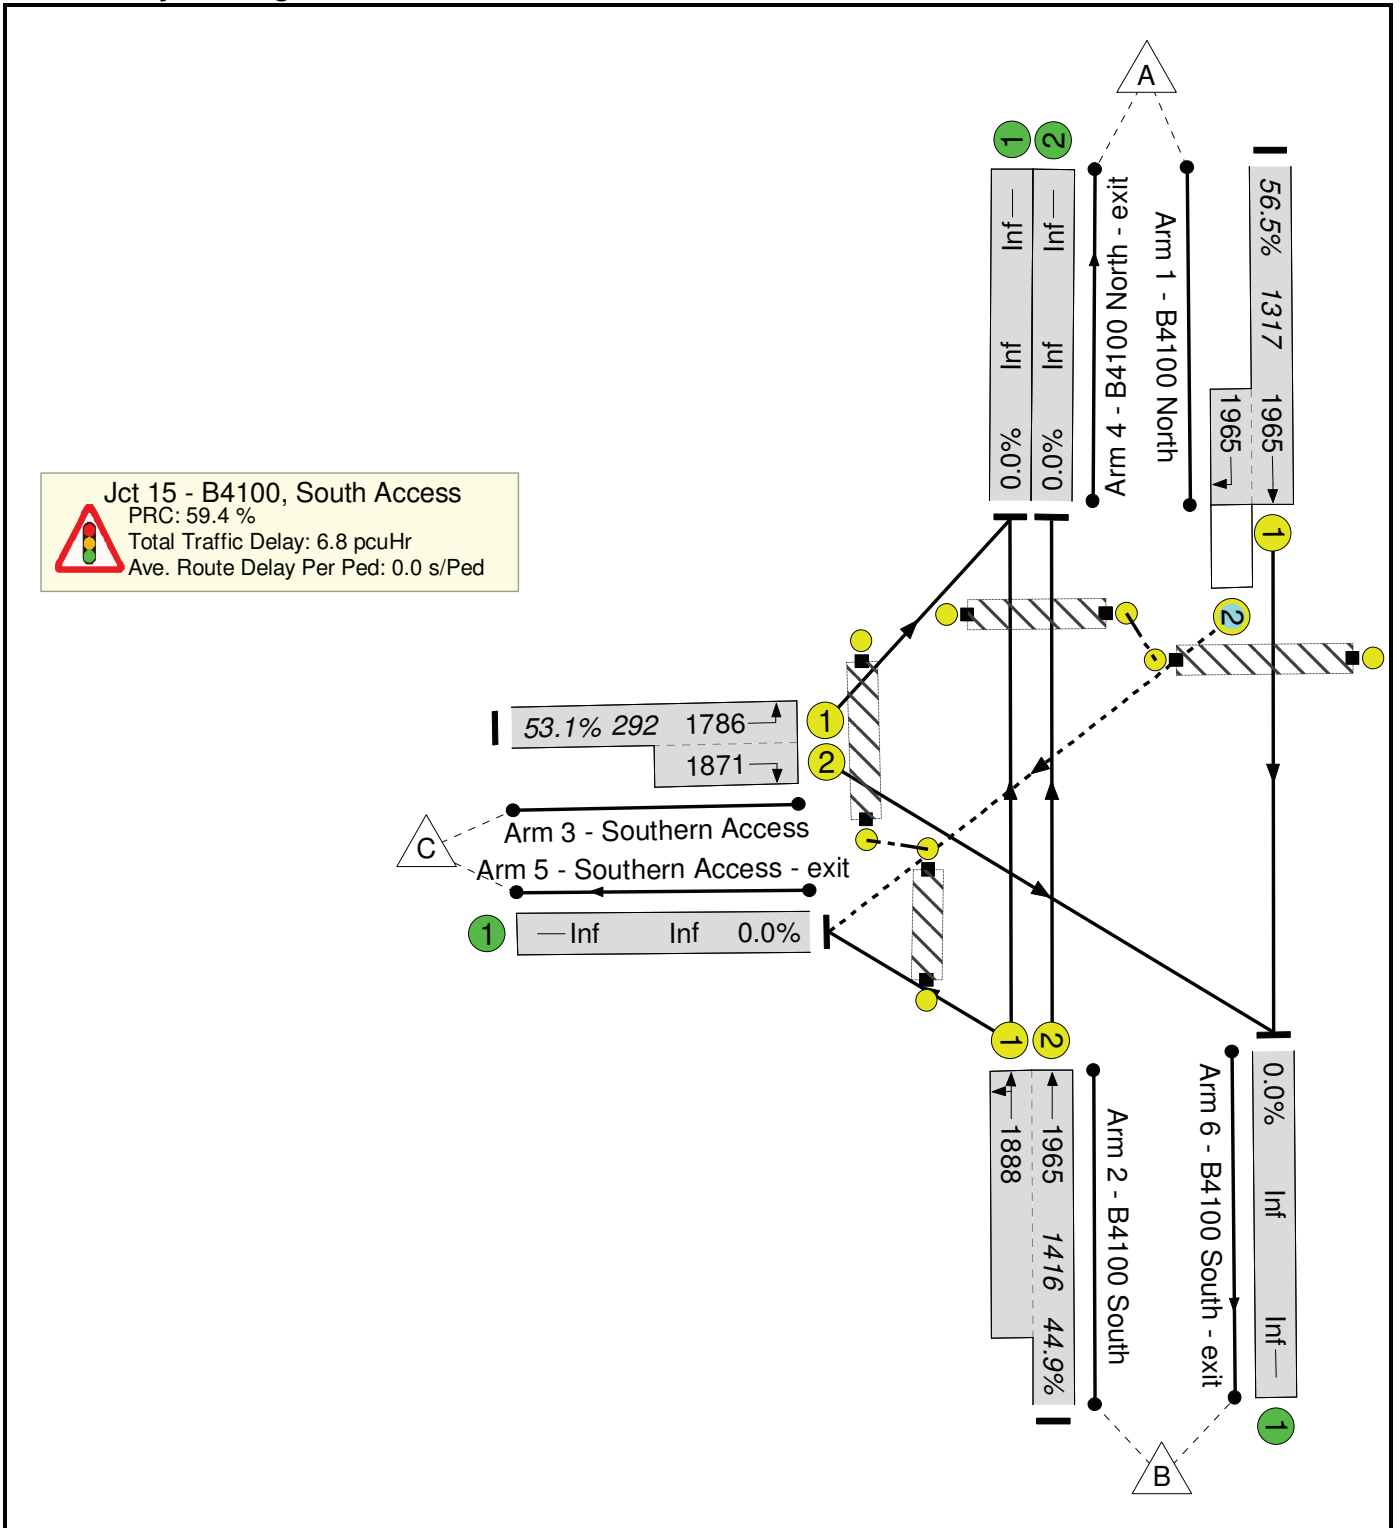 A
1
2
Inf
Inf
Inf
Inf
0.0%
0.0%
Arm 4 - B4100 North - exit
Arm 1 - B4100 North
56.5% 1317 1965
1965
1
2
Jct 15 - B4100, South Access
PRC: 59.4 %
Total Traffic Delay: 6.8 pcuHr
Ave. Route Delay Per Ped: 0.0 s/Ped
53.1% 292 1786
1871
1
2
Arm 3 - Southern Access
C
Arm 5 - Southern Access - exit
1
Inf Inf 0.0%
1
2
1888
1965 1416 44.9%
Arm 2 - B4100 South
Arm 6 - B4100 South - exit
0.0% Inf Inf
1
B